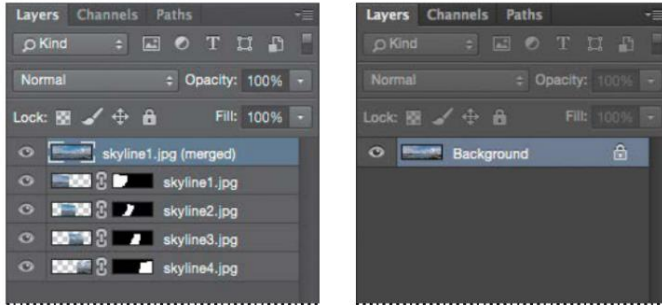 Layers Channels Paths
Kind
T
Normal Opacity: 100%
Lock: Fill: 100%
skyline1.jpg (merged)
skyline1.jpg
skyline2.jpg
skyline3.jpg
skyline4.jpg
Layers Channels Paths
Kind
T
Normal Opacity: 100%
Lock: Fill: 100%
Background